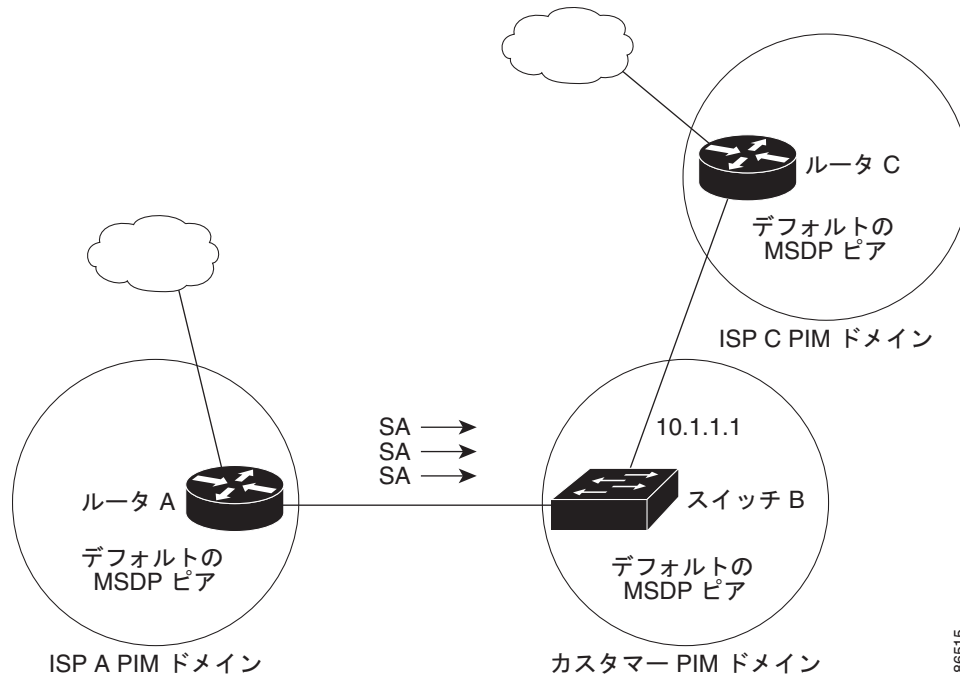 ルータ C
デフォルトの
MSDP ピア
ISP C PIM ドメイン
SA
SA
SA
10.1.1.1
ルータ A
スイッチ B
デフォルトの
MSDP ピア
デフォルトの
MSDP ピア
ISP A PIM ドメイン
カスタマー PIM ドメイン
86515